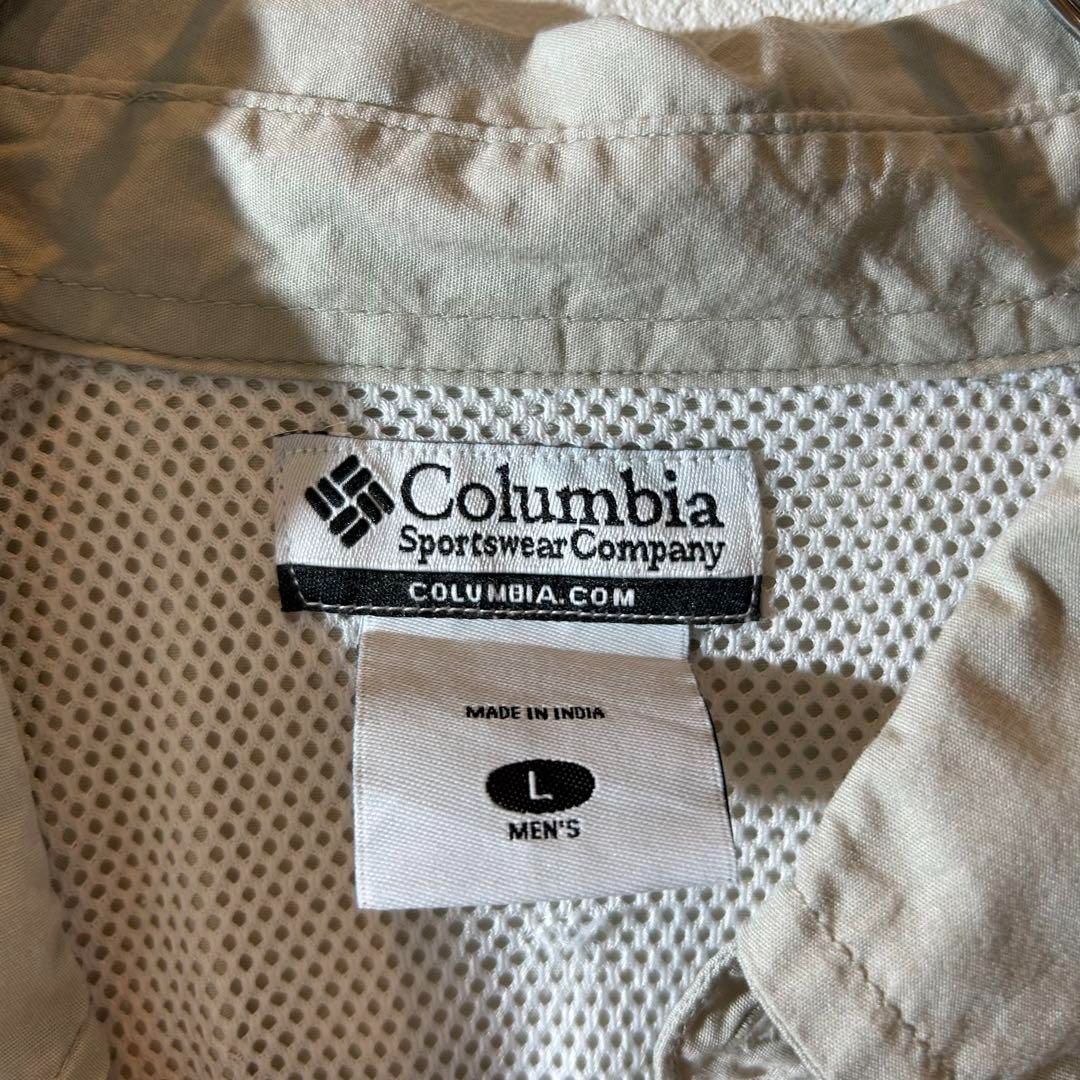 Columbia
Sportswear Company
COLUMBIA.COM
MADE IN INDIA
L
MEN'S